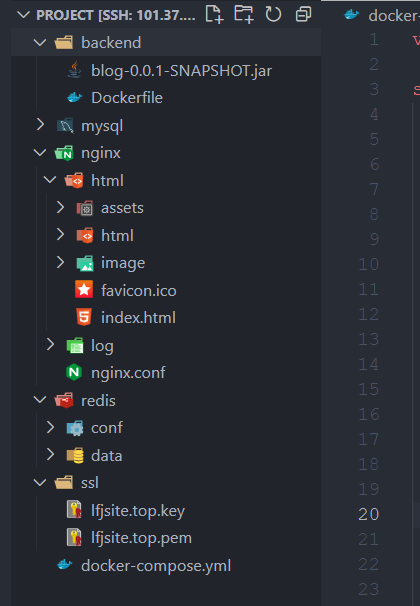 PROJECT [SSH: 101.37....
docker-
backend
blog-0.0.1-SNAPSHOT.jar
Dockerfile
mysql
nginx
html
assets
html
image
favicon.ico
index.html
log
nginx.conf
redis
conf
data
ssl
lfjsite.top.key
lfjsite.top.pem
docker-compose.yml
1
2
3
4
5
6
7
8
9
10
11
12
13
14
15
16
17
18
19
20
21
22
23